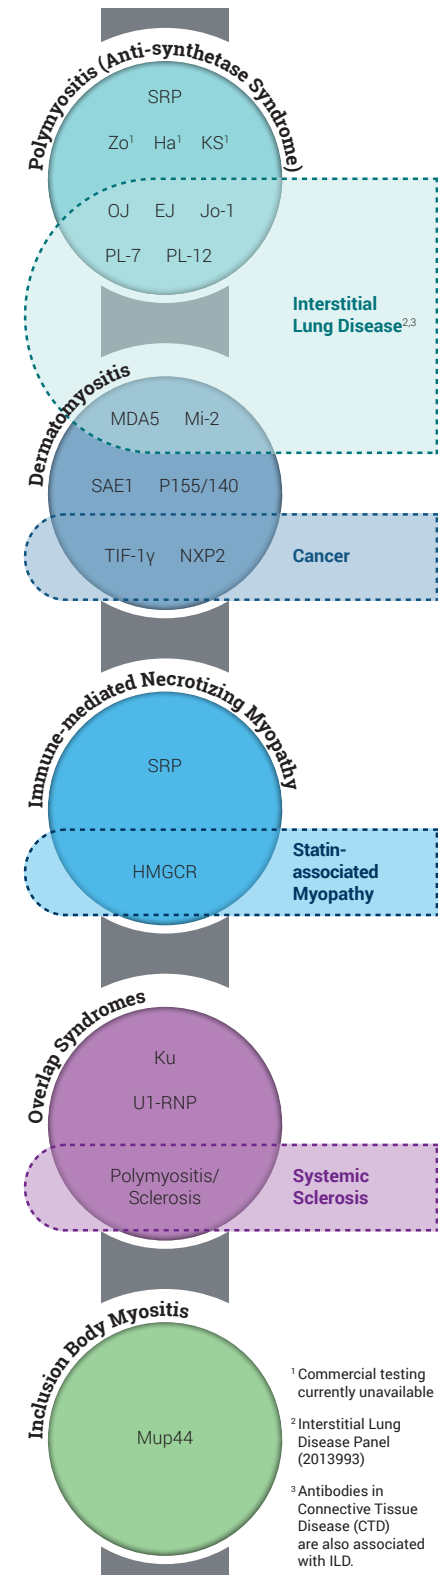 Polymyositis (Anti-synthetase Syndrome)
SRP
Zo¹ Ha¹ KS¹
OJ EJ Jo-1
PL-7 PL-12
Interstitial
Lung Disease²,³
Dermatomyositis
MDA5 Mi-2
SAE1 P155/140
TIF-1γ NXP2
Cancer
Immune-mediated Necrotizing Myopathy
SRP
HMGCR
Statin-
associated
Myopathy
Overlap Syndromes
Ku
U1-RNP
Polymyositis/
Sclerosis
Systemic
Sclerosis
Inclusion Body Myositis
Mup44
¹ Commercial testing
currently unavailable
² Interstitial Lung
Disease Panel
(2013993)
³ Antibodies in
Connective Tissue
Disease (CTD)
are also associated
with ILD.